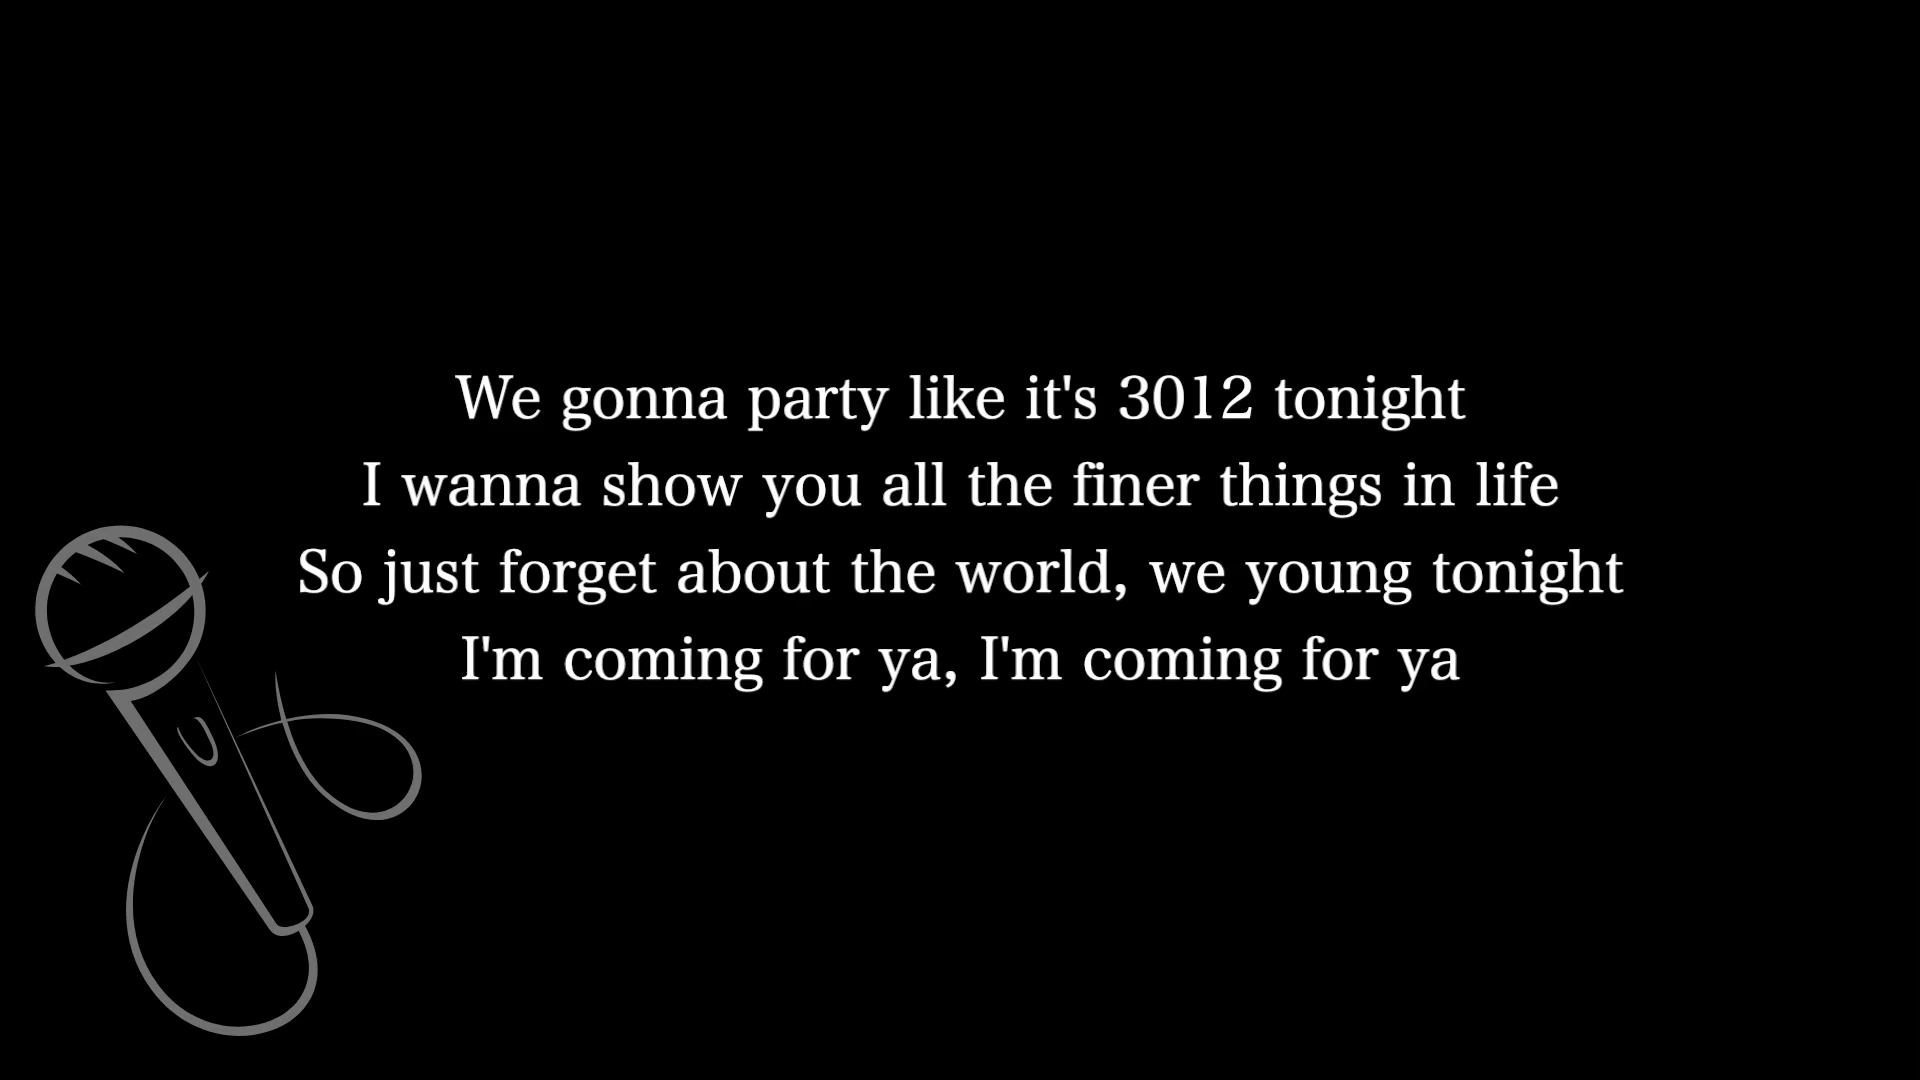 We gonna party like it's 3012 tonight
I wanna show you all the finer things in life
So just forget about the world, we young tonight
I'm coming for ya, I'm coming for ya